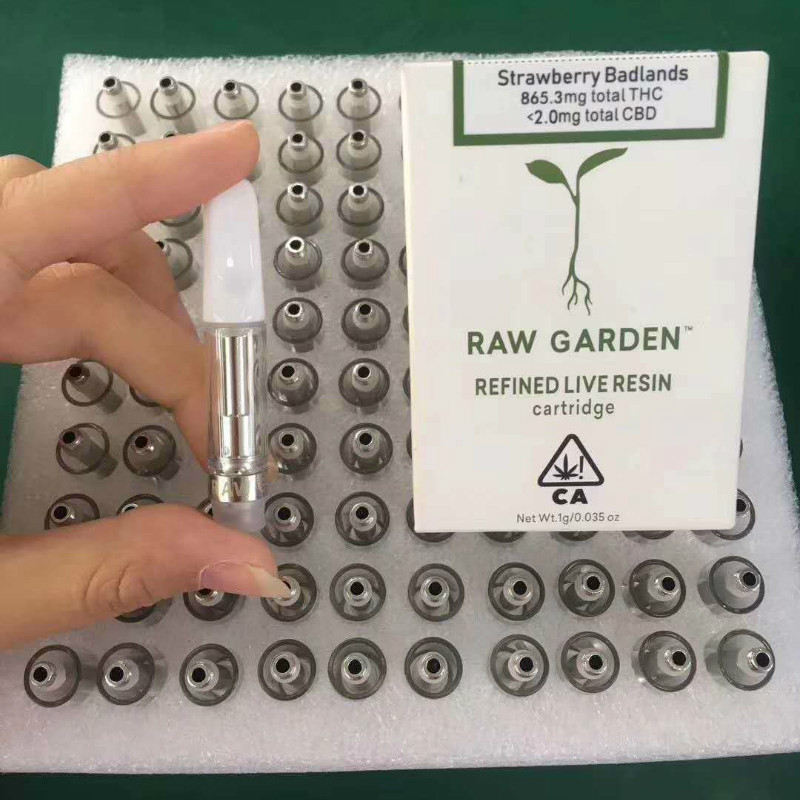 Strawberry Badlands
865.3mg total THC
<2.0mg total CBD
RAW GARDEN™
REFINED LIVE RESIN
cartridge
CA
Net Wt.1g/0.035 oz